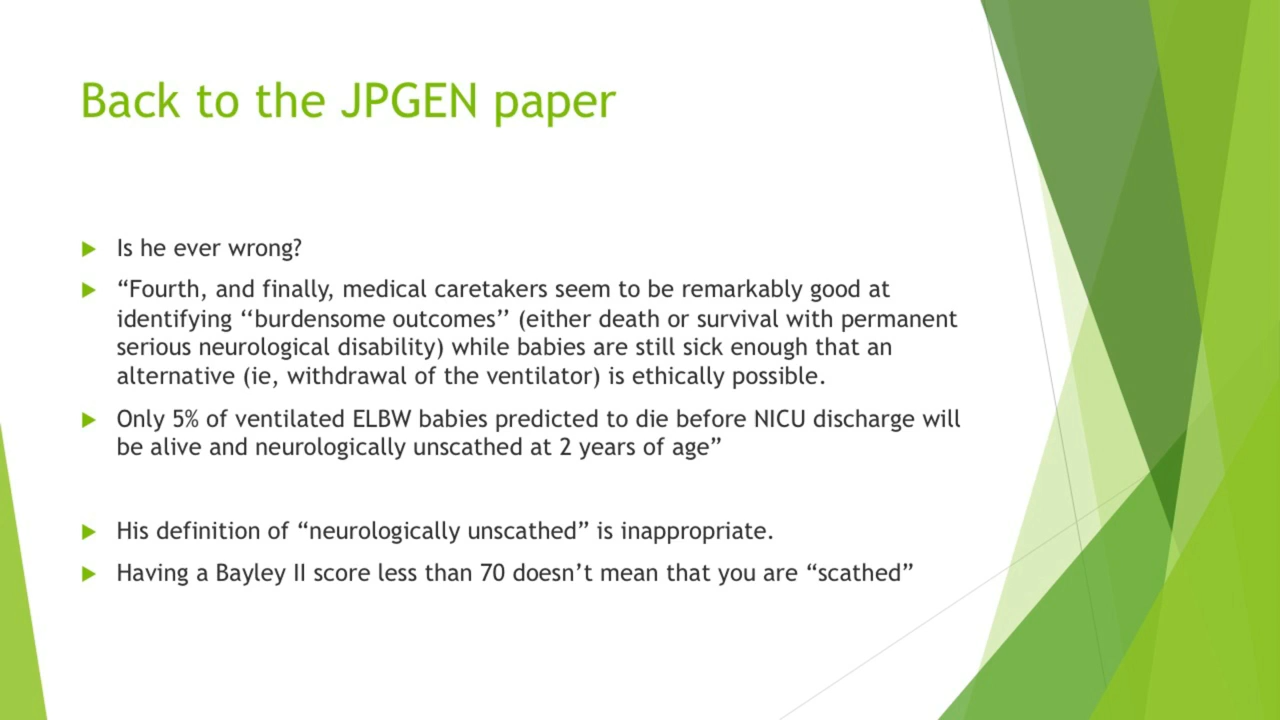 Back to the JPGEN paper
Is he ever wrong?
“Fourth, and finally, medical caretakers seem to be remarkably good at
identifying ‘‘burdensome outcomes’’ (either death or survival with permanent
serious neurological disability) while babies are still sick enough that an
alternative (ie, withdrawal of the ventilator) is ethically possible.
Only 5% of ventilated ELBW babies predicted to die before NICU discharge will
be alive and neurologically unscathed at 2 years of age”
His definition of “neurologically unscathed” is inappropriate.
Having a Bayley II score less than 70 doesn’t mean that you are “scathed”